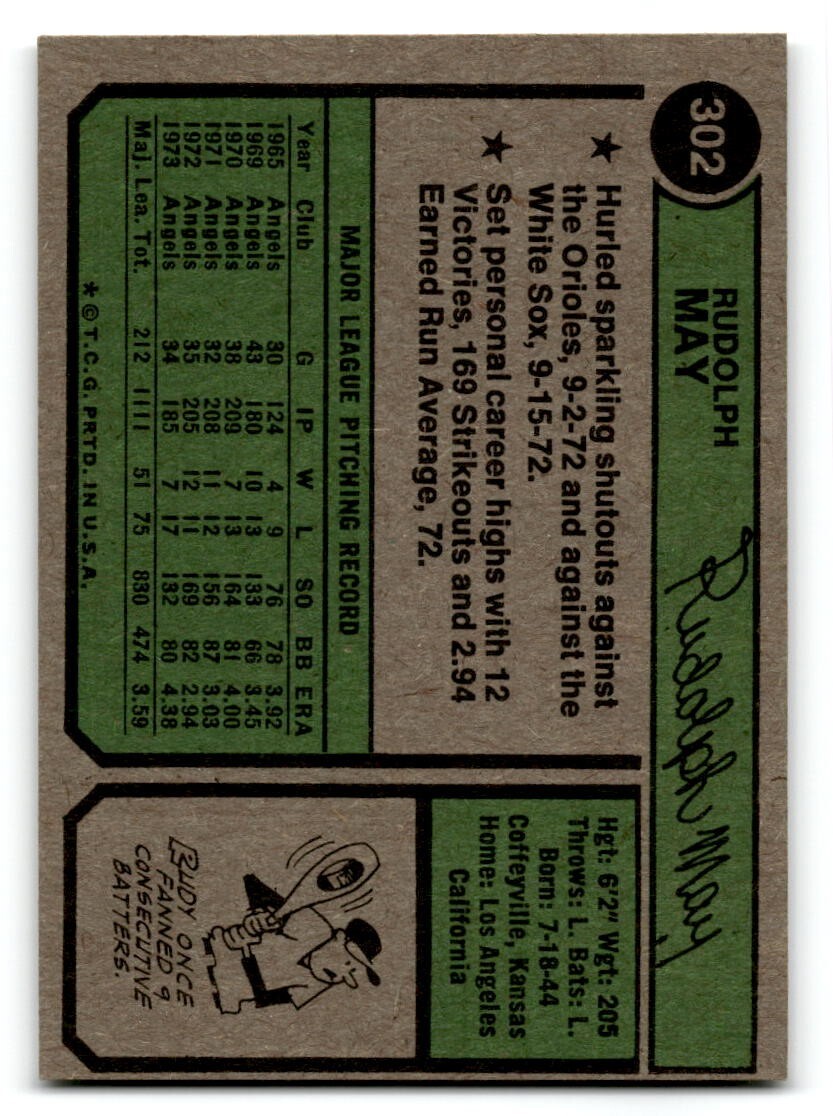 302
RUDOLPH
MAY
Rudolph May
★ Hurled sparkling shutouts against
the Orioles, 9-2-72 and against the
White Sox, 9-15-72.
★ Set personal career highs with 12
Victories, 169 Strikeouts and 2.94
Earned Run Average, 72.
MAJOR LEAGUE PITCHING RECORD
Year Club G IP W L SO BB ERA
1965 Angels 30 124 4 9 76 78 3.92
1969 Angels 43 180 10 13 133 66 3.45
1970 Angels 38 209 7 13 164 81 4.00
1971 Angels 32 208 11 12 156 87 3.03
1972 Angels 35 205 12 11 169 82 2.94
1973 Angels 34 185 7 17 132 80 4.38
Maj. Lea. Tot. 212 1111 51 75 830 474 3.59
*©T.C.G. PRTD. IN U.S.A.
Hgt: 6'2" Wgt: 205
Throws: L. Bats: L.
Born: 7-18-44
Coffeyville, Kansas
Home: Los Angeles
California
RUDY ONCE
FANNED 9
CONSECUTIVE
BATTERS.